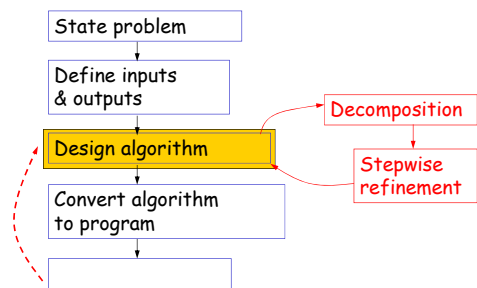 State problem
Define inputs
& outputs
Design algorithm
Convert algorithm
to program
Decomposition
Stepwise
refinement